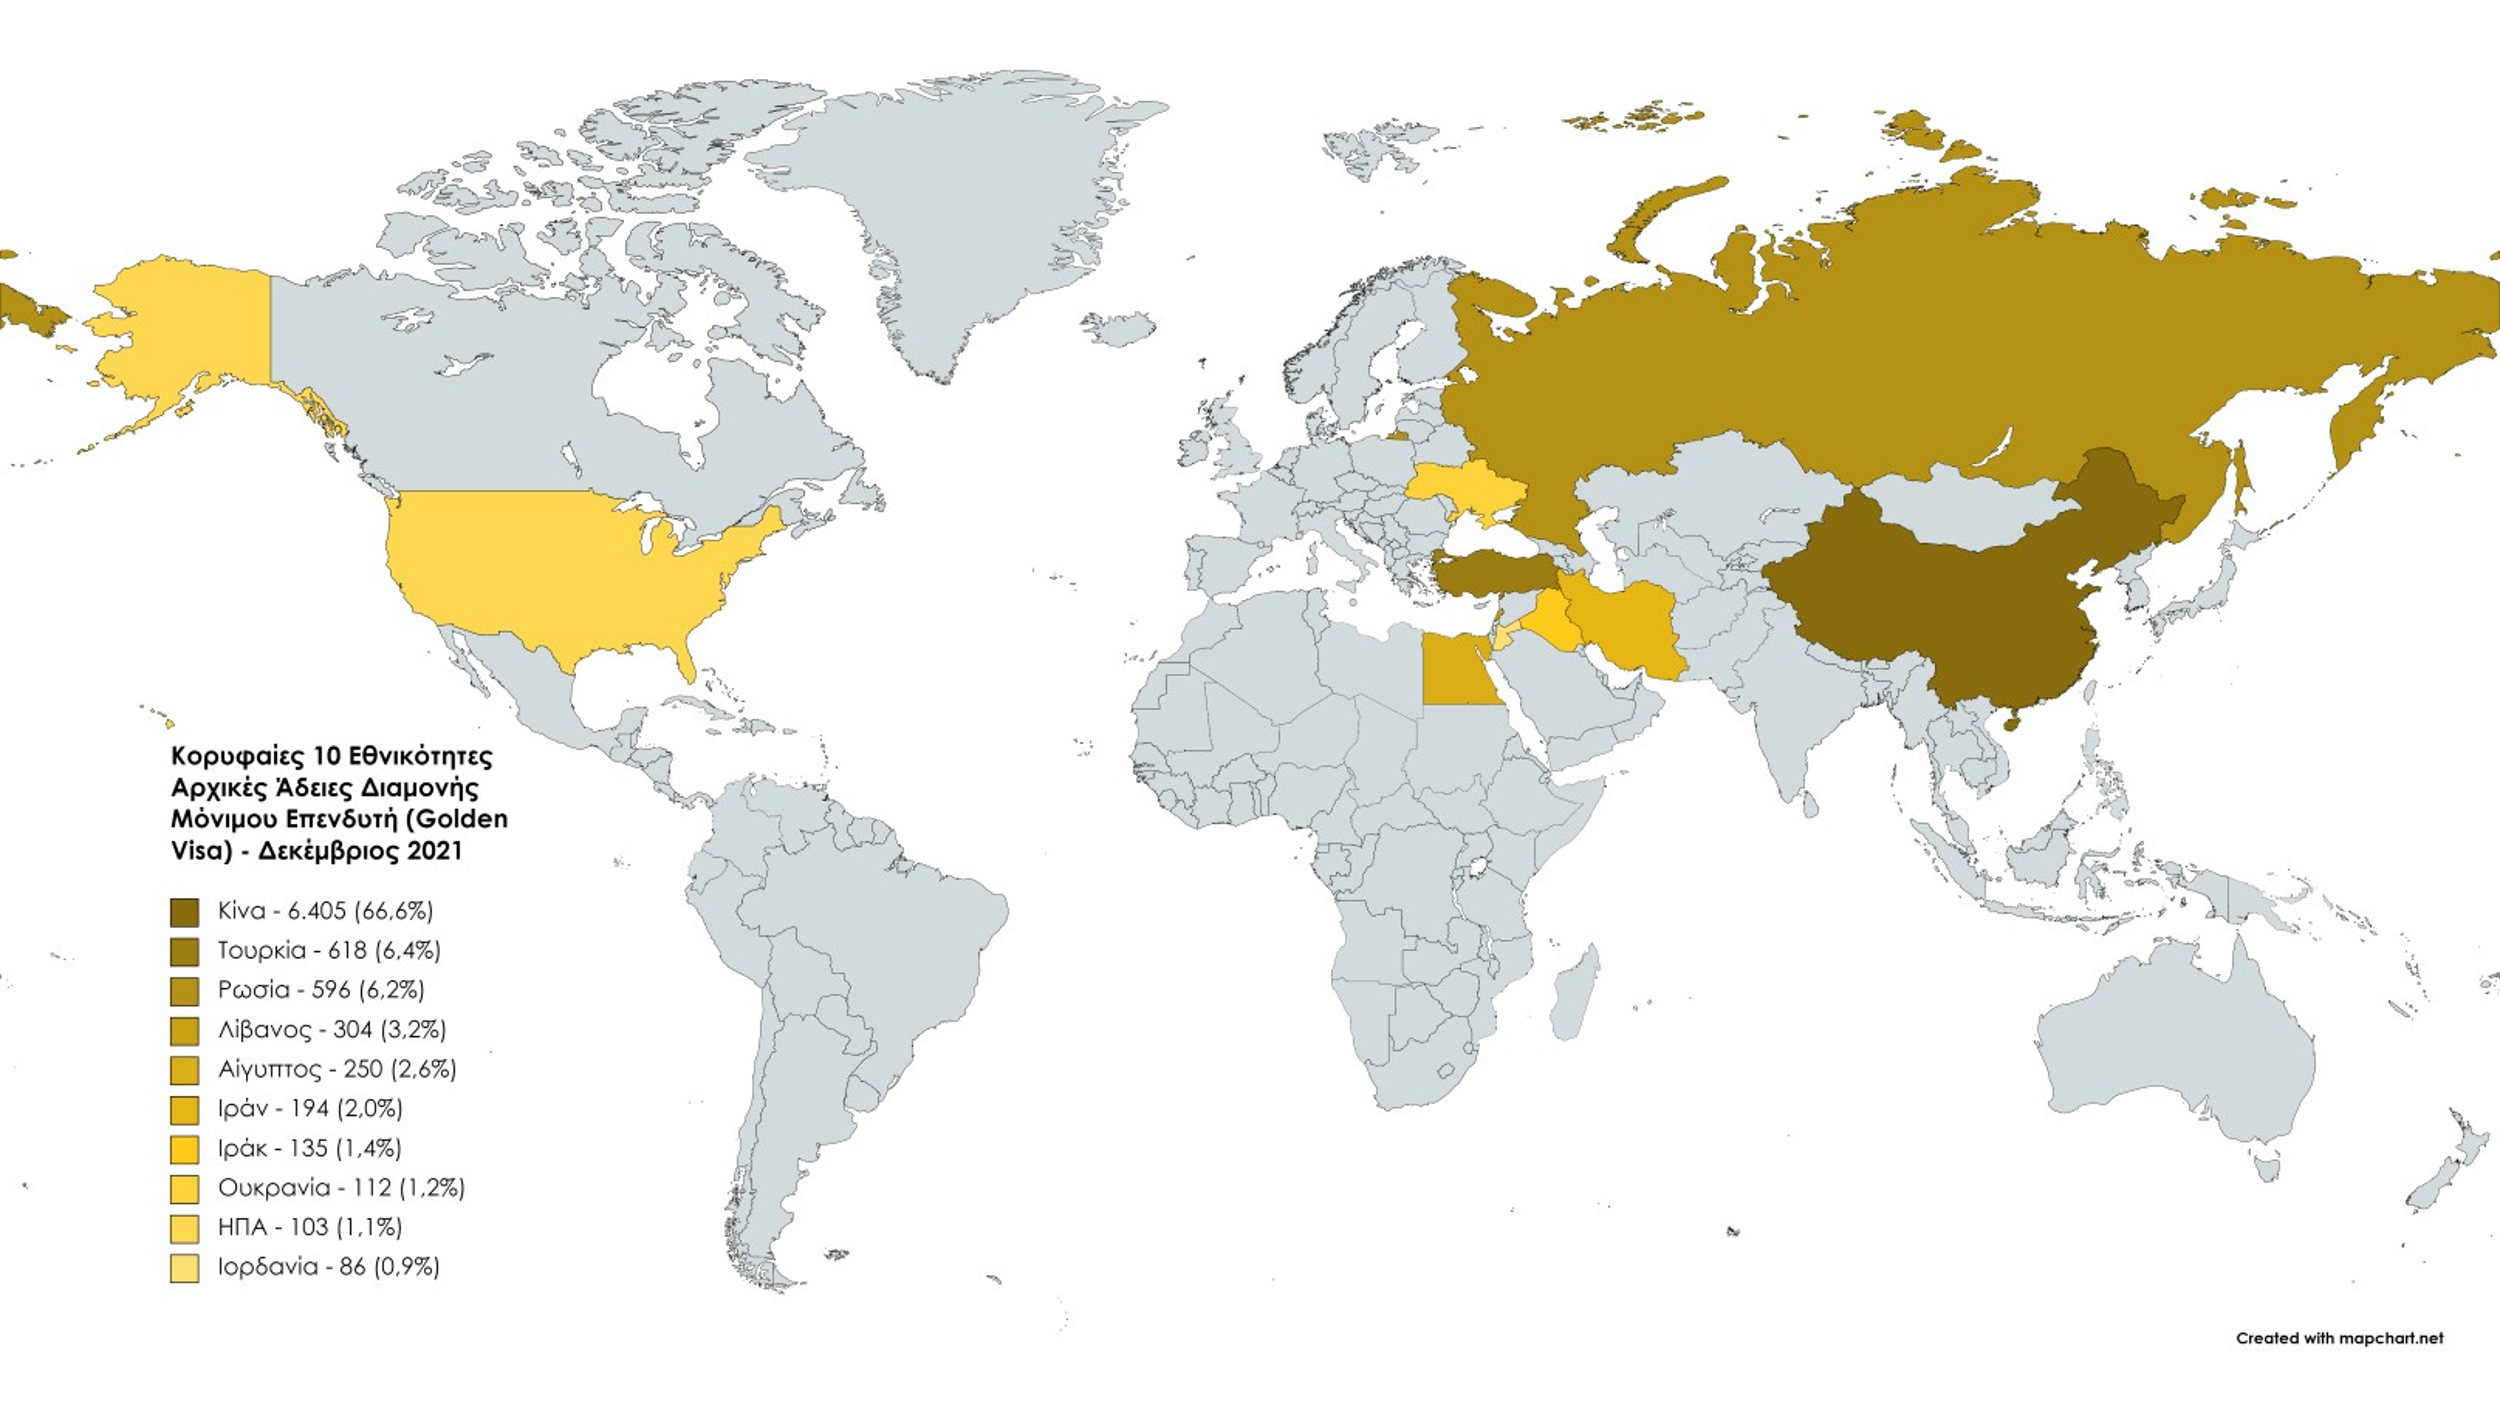 Κορυφαίες 10 Εθνικότητες
Αρχικές Άδειες Διαμονής
Μόνιμου Επενδυτή (Golden
Visa) - Δεκέμβριος 2021
Κίνα - 6.405 (66,6%)
Τουρκία - 618 (6,4%)
Ρωσία - 596 (6,2%)
Λίβανος - 304 (3,2%)
Αίγυπτος - 250 (2,6%)
Ιράν - 194 (2,0%)
Ιράκ - 135 (1,4%)
Ουκρανία - 112 (1,2%)
ΗΠΑ - 103 (1,1%)
Ιορδανία - 86 (0,9%)
Created with mapchart.net